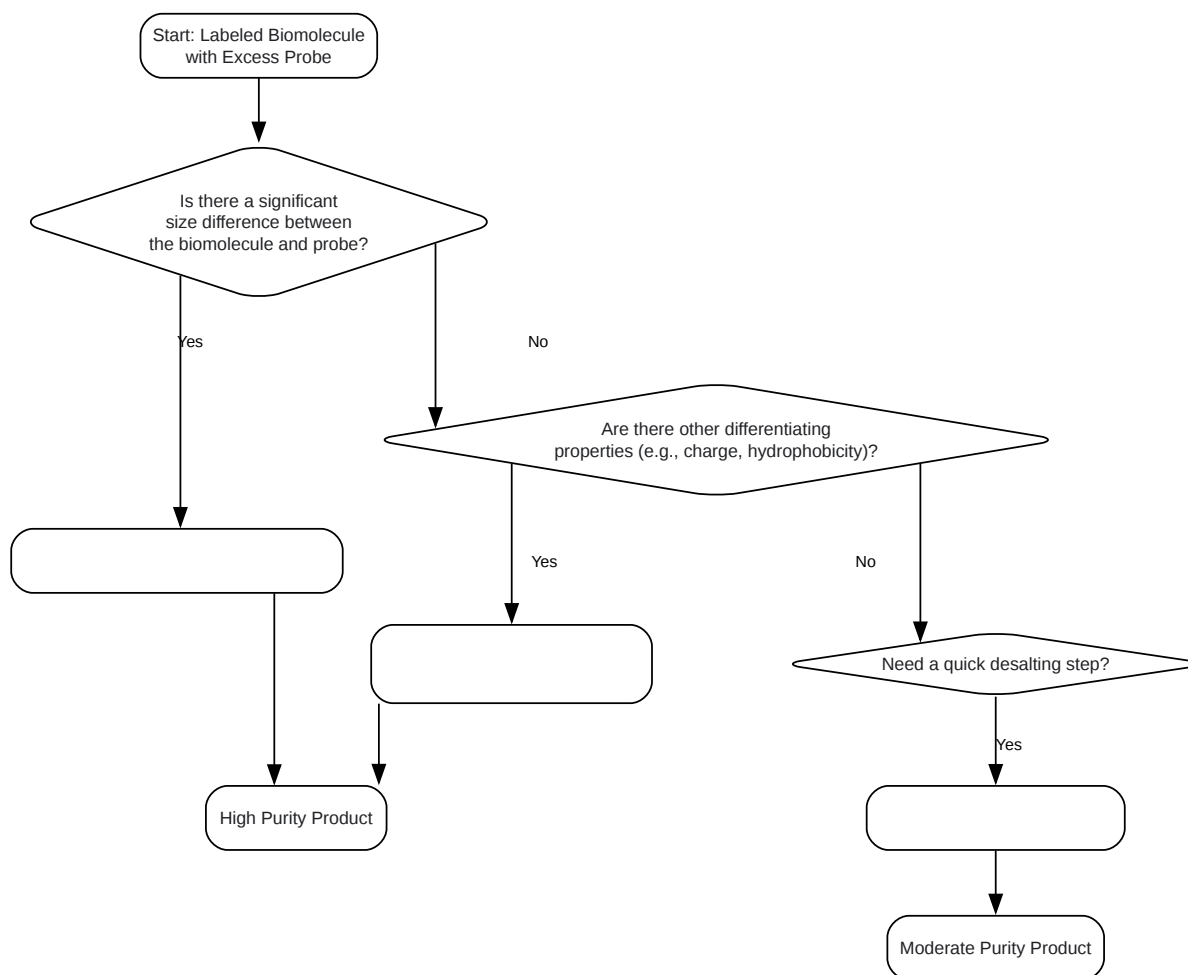 Start: Labeled Biomolecule
with Excess Probe
Is there a significant
size difference between
the biomolecule and probe?
Yes
No
Are there other differentiating
properties (e.g., charge, hydrophobicity)?
Yes
No
Need a quick desalting step?
Yes
High Purity Product
Moderate Purity Product